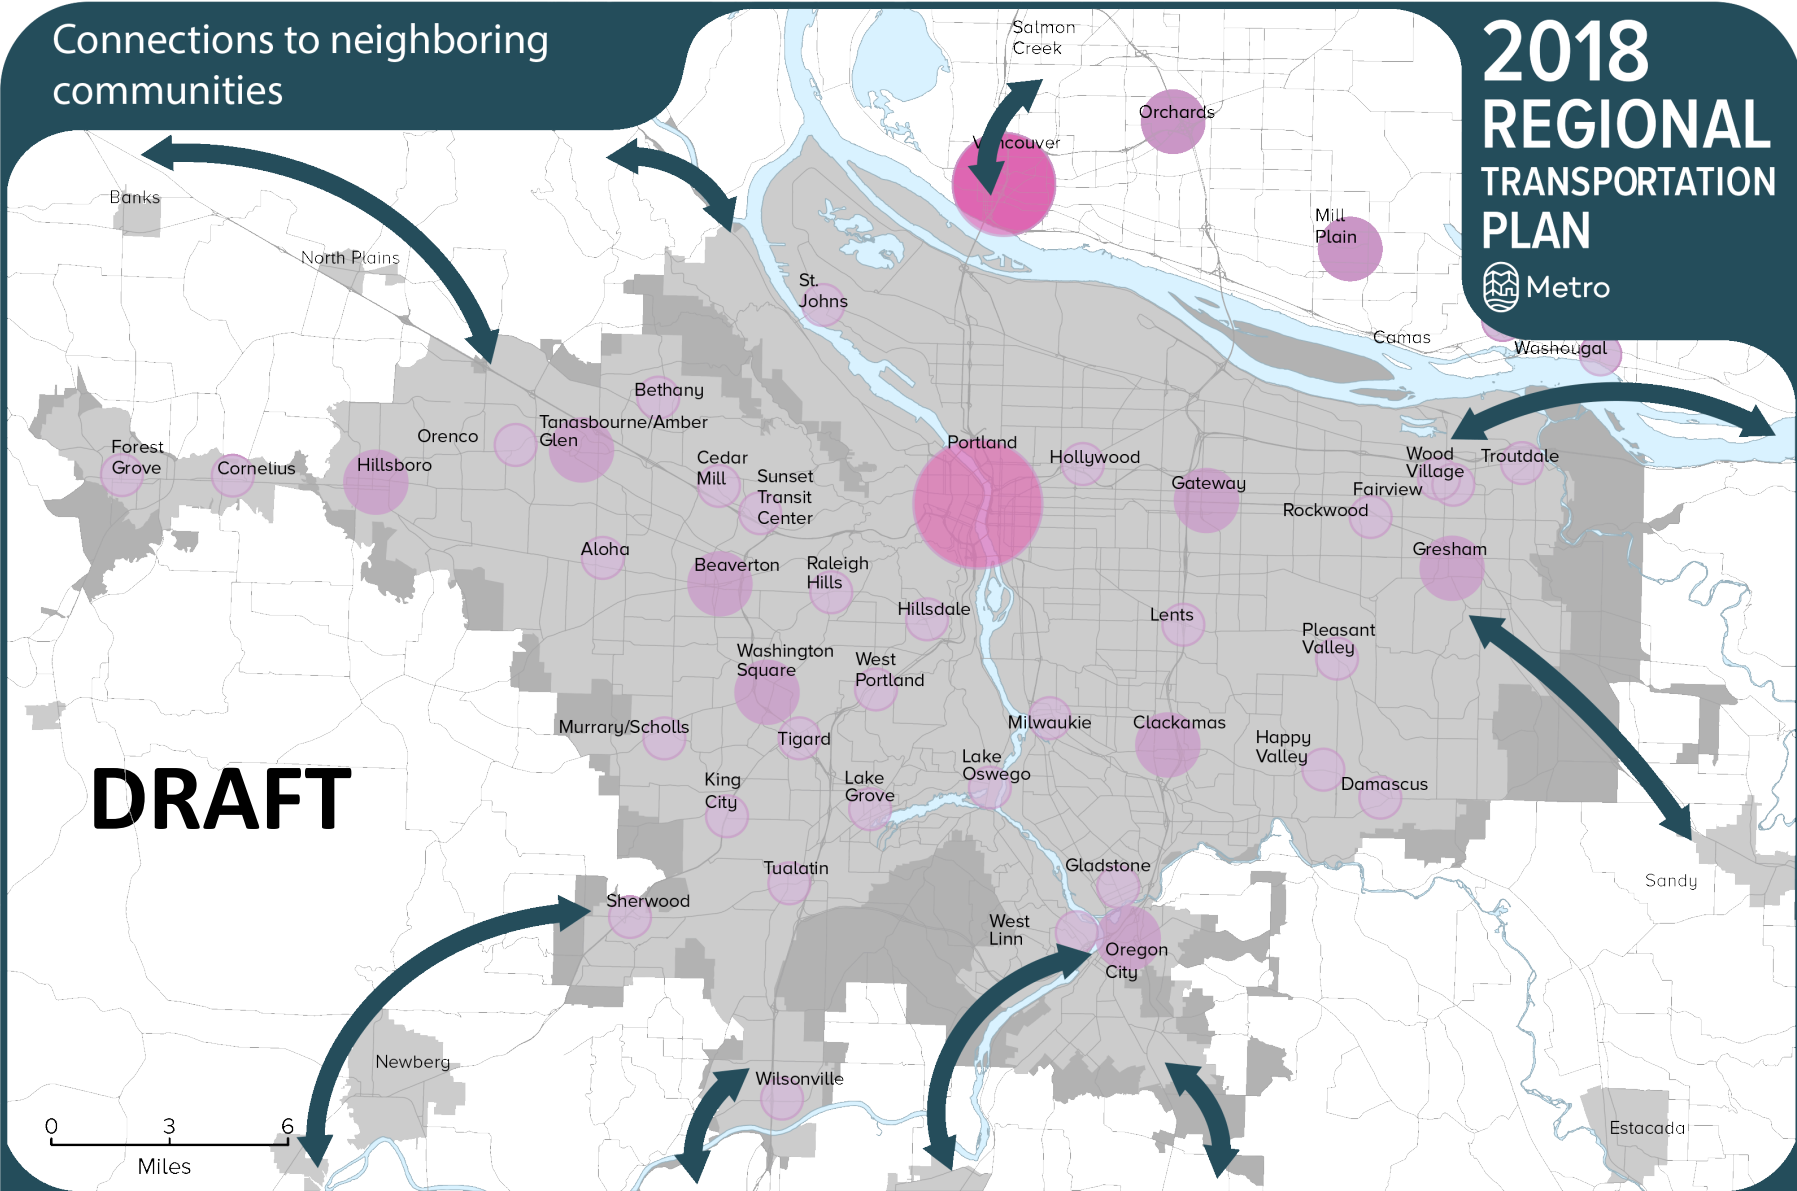 Connections to neighboring
communities
2018
REGIONAL
TRANSPORTATION
PLAN
Metro
Salmon
Creek
Orchards
Vancouver
Mill
Plain
Banks
North Plains
St.
Johns
Camas
Washougal
Bethany
Tanasbourne/Amber
Glen
Orenco
Forest
Grove
Cornelius
Hillsboro
Cedar
Mill
Sunset
Transit
Center
Portland
Hollywood
Gateway
Wood
Village
Troutdale
Fairview
Rockwood
Gresham
Aloha
Beaverton
Raleigh
Hills
Hillsdale
Lents
Pleasant
Valley
Washington
Square
West
Portland
Murrary/Scholls
Tigard
Milwaukie
Clackamas
Happy
Valley
Damascus
Lake
Oswego
King
City
Lake
Grove
DRAFT
Tualatin
Gladstone
Sandy
Sherwood
West
Linn
Oregon
City
Newberg
Wilsonville
Estacada
0 3 6
Miles